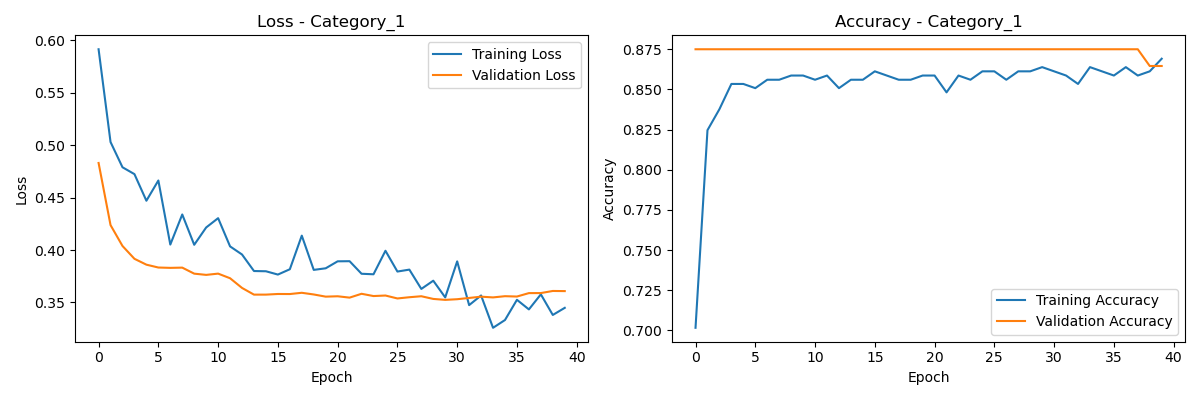 Loss - Category_1
0.60
0.55
0.50
0.45
0.40
0.35
Loss
Training Loss
Validation Loss
0 5 10 15 20 25 30 35 40
Epoch
Accuracy - Category_1
0.875
0.850
0.825
0.800
0.775
0.750
0.725
0.700
Accuracy
Training Accuracy
Validation Accuracy
0 5 10 15 20 25 30 35 40
Epoch